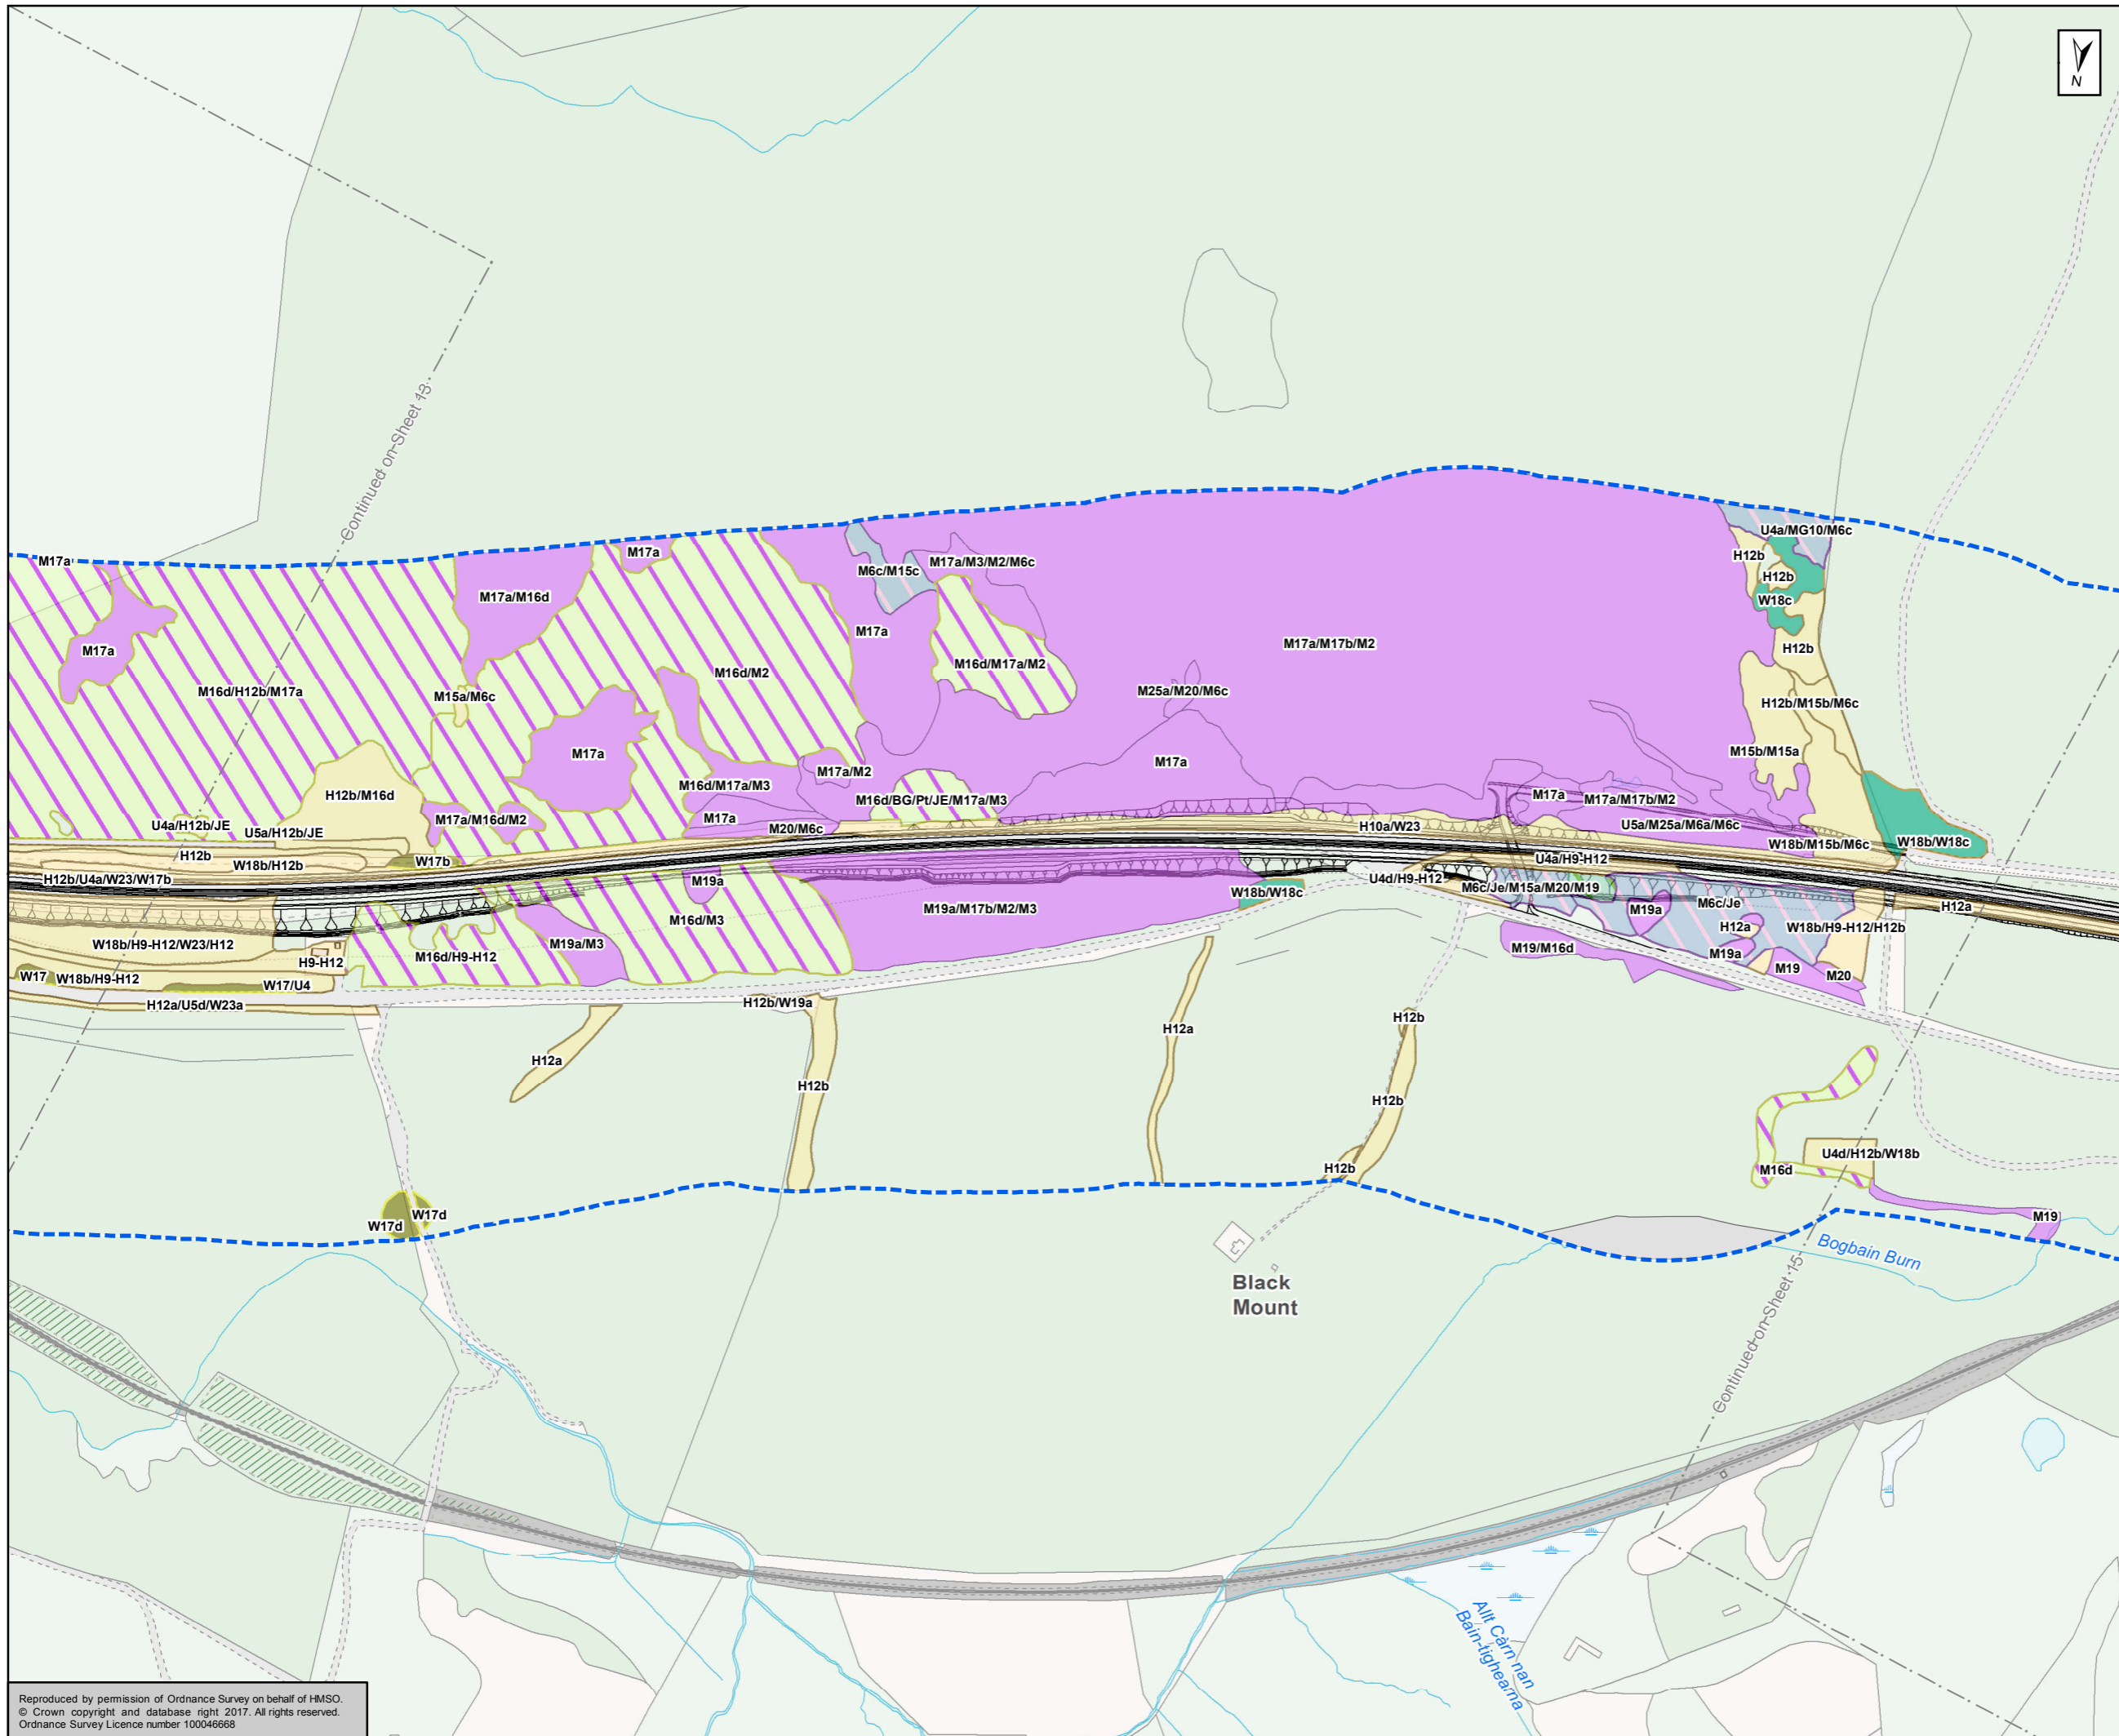 N
Continued on Sheet 13
M17a
M17a
U4a/MG10/M6c
M17a/M3/M2/M6c
H12b
M6c/M15c
H12b
M17a/M16d
W18c
M17a
M17a/M17b/M2
H12b
M17a
M16d/M17a/M2
M16d/M2
M16d/H12b/M17a
M25a/M20/M6c
M15a/M6c
H12b/M15b/M6c
M17a
M15b/M15a
M17a
M17a/M2
M16d/M17a/M3
H12b/M16d
M17a
M17a/M17b/M2
M16d/BG/Pt/JE/M17a/M3
M17a
M17a/M16d/M2
U4a/H12b/JE
U5a/M25a/M6a/M6c
H10a/W23
M20/M6c
U5a/H12b/JE
W18b/W18c
W18b/M15b/M6c
H12b
W17b
W18b/H12b
U4a/H9-H12
H12b/U4a/W23/W17b
U4d/H9-H12
M19a
M6c/Je/M15a/M20/M19
W18b/W18c
M6c/Je
H12a
M19a/M17b/M2/M3
M19a
M16d/M3
H12a
W18b/H9-H12/H12b
W18b/H9-H12/W23/H12
M19a/M3
M19/M16d
M19a
M16d/H9-H12
H9-H12
M19
M20
W17
W18b/H9-H12
W17/U4
H12b/W19a
H12a/U5d/W23a
H12b
H12a
H12a
H12b
H12b
U4d/H12b/W18b
H12b
M16d
W17d
W17d
M19
Bogbain Burn
Black
Mount
Continued on Sheet 15
Allt Càrn nan
Bain-tighearna
Reproduced by permission of Ordnance Survey on behalf of HMSO.
© Crown copyright and database right 2017. All rights reserved.
Ordnance Survey Licence number 100046668